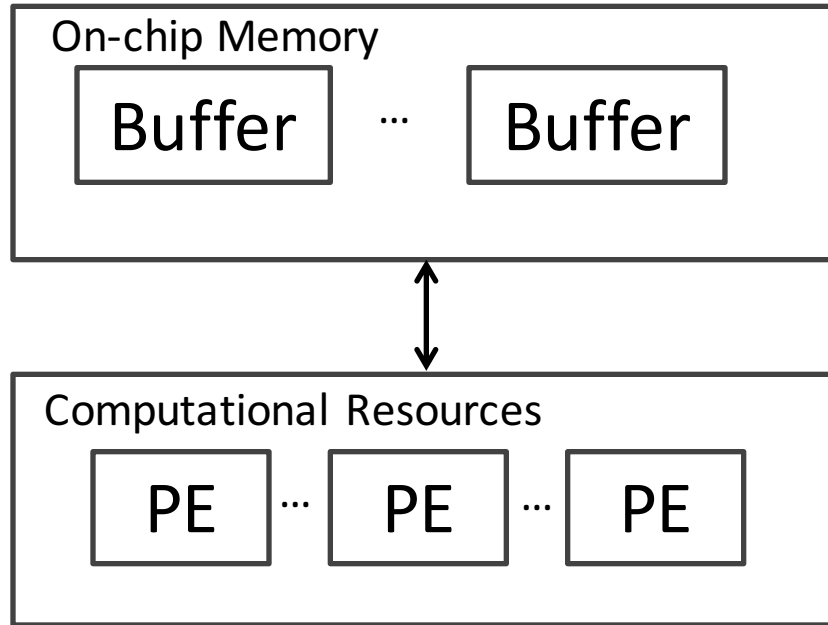 On-chip Memory
Buffer ... Buffer
Computational Resources
PE ... PE ... PE